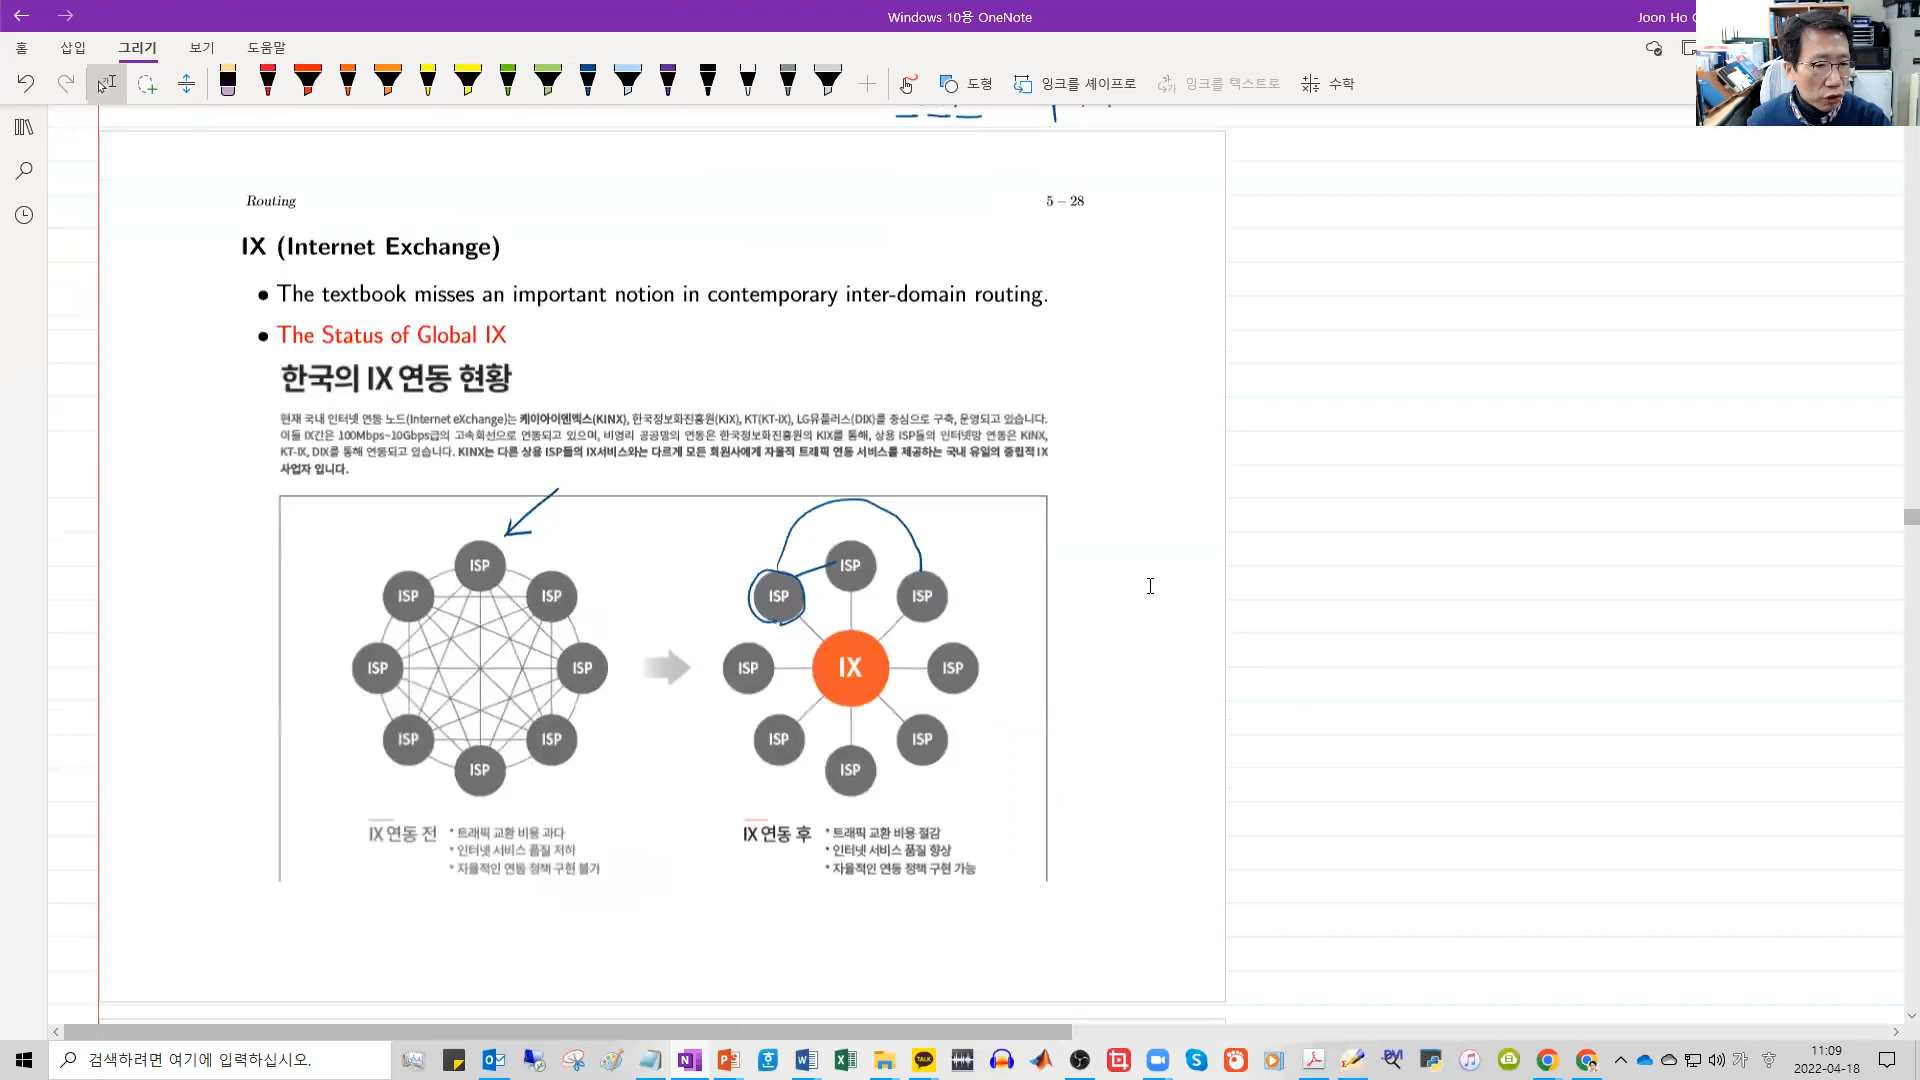 Windows 10용 OneNote
Joon Ho
홈 삽입 그리기 보기 도움말
도형 잉크를 셰이프로 잉크를 텍스트로 수학
Routing 5 – 28
IX (Internet Exchange)
● The textbook misses an important notion in contemporary inter-domain routing.
● The Status of Global IX
한국의 IX 연동 현황
현재 국내 인터넷 연동 노드(Internet eXchange)는 케이아이엔엑스(KINX), 한국정보화진흥원(KIX), KT(KT-IX), LG유플러스(DIX)를 중심으로 구축, 운영되고 있습니다.
이들 IX간은 100Mbps~10Gbps급의 고속회선으로 연동되고 있으며, 비영리 공공망의 연동은 한국정보화진흥원의 KIX를 통해, 상용 ISP들의 인터넷망 연동은 KINX,
KT-IX, DIX를 통해 연동되고 있습니다. KINX는 다른 상용 ISP들의 IX서비스와는 다르게 모든 회원사에게 자율적 트래픽 연동 서비스를 제공하는 국내 유일의 중립적 IX
사업자 입니다.
ISP ISP
ISP ISP ISP ISP
ISP ISP ISP IX ISP
ISP ISP ISP ISP
ISP ISP
IX 연동 전 * 트래픽 교환 비용 과다
* 인터넷 서비스 품질 저하
* 자율적인 연동 정책 구현 불가
IX 연동 후 * 트래픽 교환 비용 절감
* 인터넷 서비스 품질 향상
* 자율적인 연동 정책 구현 가능
검색하려면 여기에 입력하십시오.
TALK
가
11:09
2022-04-18